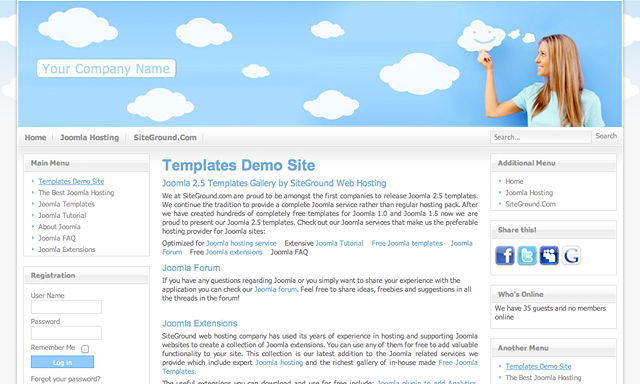 Your Company Name
Home
Joomla Hosting
SiteGround.Com
Search...
Search
Main Menu
Templates Demo Site
The Best Joomla Hosting
Joomla Templates
Joomla Tutorial
About Joomla
Joomla FAQ
Joomla Extensions
Registration
User Name
Password
Remember Me
Log in
Forgot your password?
Templates Demo Site
Joomla 2.5 Templates Gallery by SiteGround Web Hosting
We at SiteGround.com are proud to be amongst the first companies to release Joomla 2.5 templates.
We continue the tradition to provide a complete Joomla service rather than regular hosting pack. After
we have created hundreds of completely free templates for Joomla 1.0 and Joomla 1.5 now we are
proud to present our Joomla 2.5 templates. Check out our Joomla services that make us the preferable
hosting provider for Joomla sites:
Optimized for Joomla hosting service Extensive Joomla Tutorial Free Joomla templates Joomla
Forum Free Joomla extensions Joomla FAQ
Joomla Forum
If you have any questions regarding Joomla or you simply want to share your experience with the
application you can check our Joomla forum. Feel free to share ideas, freebies and suggestions in all
the threads in the forum!
Joomla Extensions
SiteGround web hosting company has used its years of experience in hosting and supporting Joomla
websites to create a collection of Joomla extensions. You can use any of them for free to add valuable
functionality to your site. This collection is our latest addition to the Joomla related services we
provide which include expert Joomla hosting and the richest gallery of in-house made Free Joomla
Templates.
The useful extensions you can download and use for free include: Joomla plugin to add Analytics,
Additional Menu
Home
Joomla Hosting
SiteGround.Com
Share this!
f
t
G
Who's Online
We have 35 guests and no members
online
Another Menu
Templates Demo Site
The Best Joomla Hosting